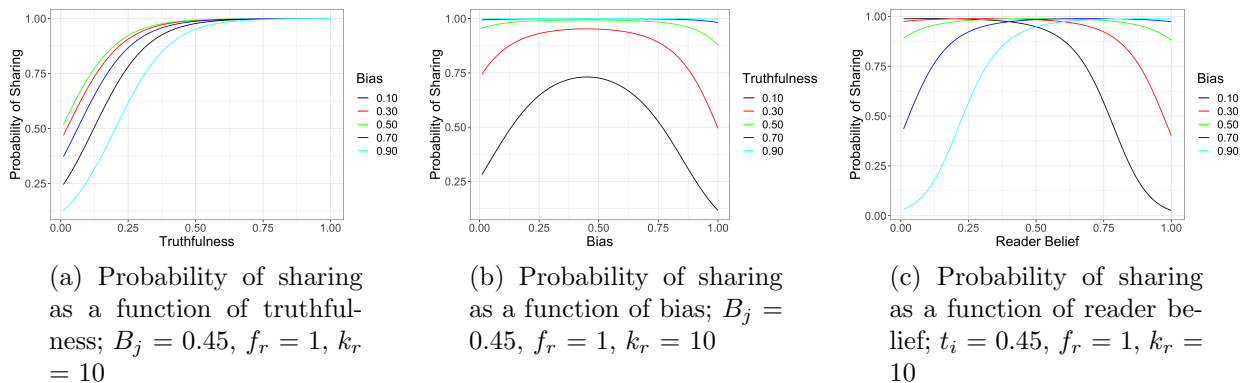 Probability of Sharing
1.00
0.75
0.50
0.25
0.00 0.25 0.50 0.75 1.00
Truthfulness
Bias
0.10
0.30
0.50
0.70
0.90
(a) Probability of sharing
as a function of truthful-
ness; B_j = 0.45, f_r = 1, k_r
= 10
Probability of Sharing
1.00
0.75
0.50
0.25
0.00 0.25 0.50 0.75 1.00
Bias
Truthfulness
0.10
0.30
0.50
0.70
0.90
(b) Probability of sharing
as a function of bias; B_j =
0.45, f_r = 1, k_r = 10
Probability of Sharing
1.00
0.75
0.50
0.25
0.00
0.00 0.25 0.50 0.75 1.00
Reader Belief
Bias
0.10
0.30
0.50
0.70
0.90
(c) Probability of sharing
as a function of reader be-
lief; t_i = 0.45, f_r = 1, k_r =
10